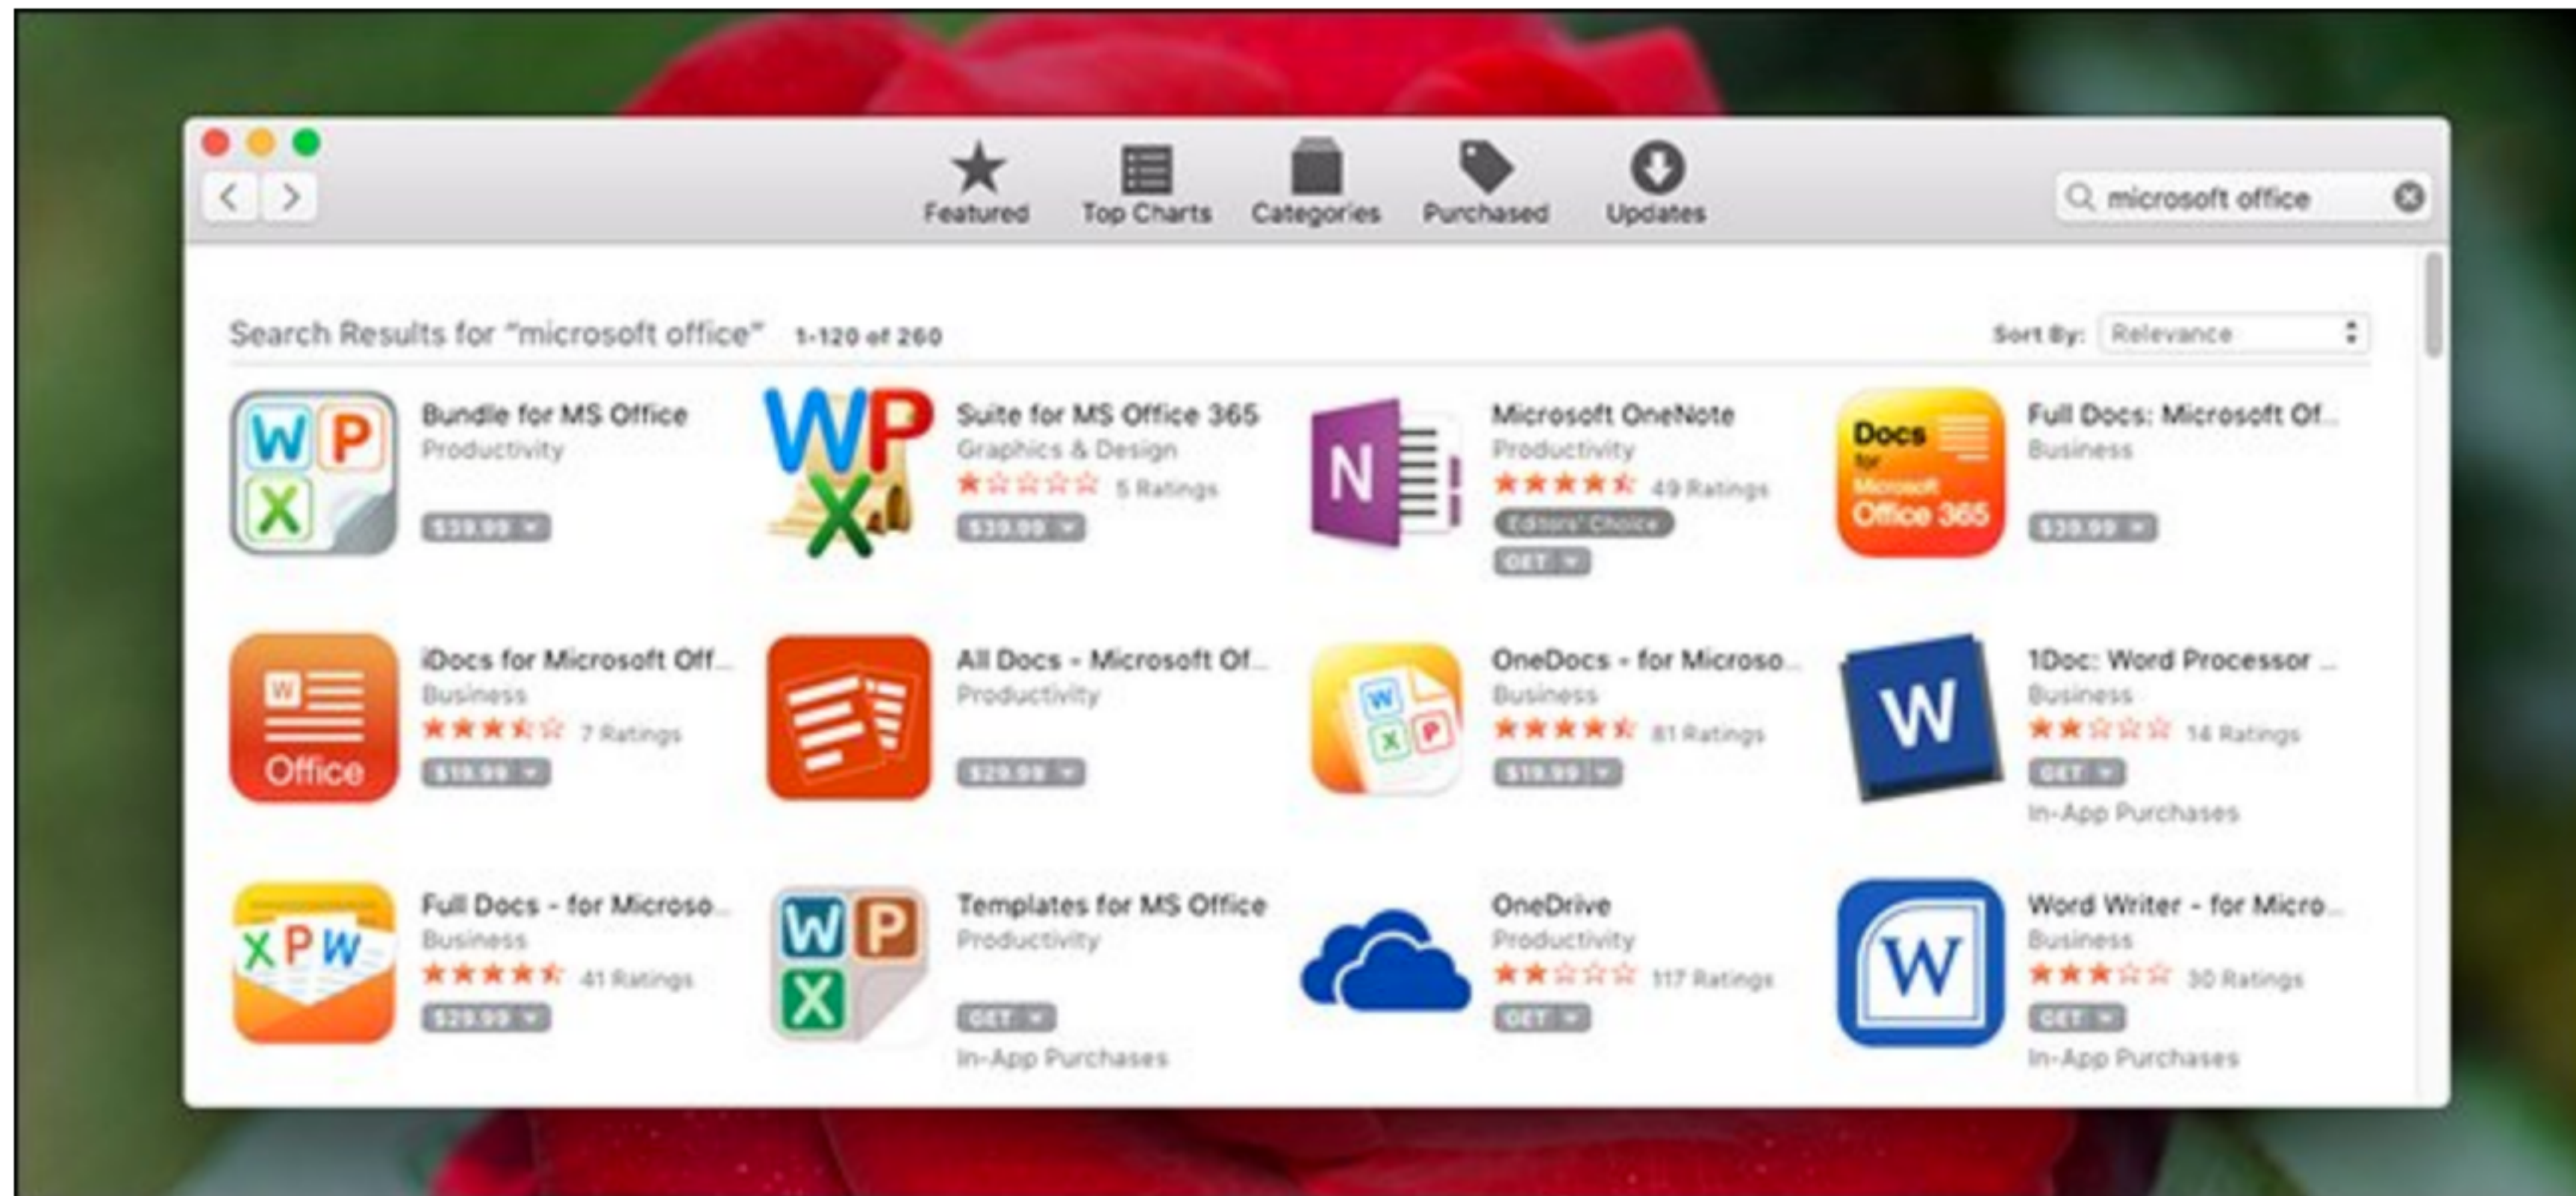 Featured Top Charts Categories Purchased Updates
microsoft office
Search Results for "microsoft office" 1-120 of 260
Sort By: Relevance
W P X
Bundle for MS Office
Productivity
$39.99
WP X
Suite for MS Office 365
Graphics & Design
5 Ratings
$39.99
N
Microsoft OneNote
Productivity
49 Ratings
Editors' Choice
GET
Docs
for
Microsoft
Office 365
Full Docs: Microsoft Of...
Business
$39.99
W
Office
iDocs for Microsoft Off...
Business
7 Ratings
$19.99
All Docs - Microsoft Of...
Productivity
$29.99
W X P
OneDocs - for Microso...
Business
81 Ratings
$19.99
W
1Doc: Word Processor ...
Business
14 Ratings
GET
In-App Purchases
X P W
Full Docs - for Microso...
Business
41 Ratings
$29.99
W P X
Templates for MS Office
Productivity
GET
In-App Purchases
OneDrive
Productivity
117 Ratings
GET
W
Word Writer - for Micro...
Business
30 Ratings
GET
In-App Purchases